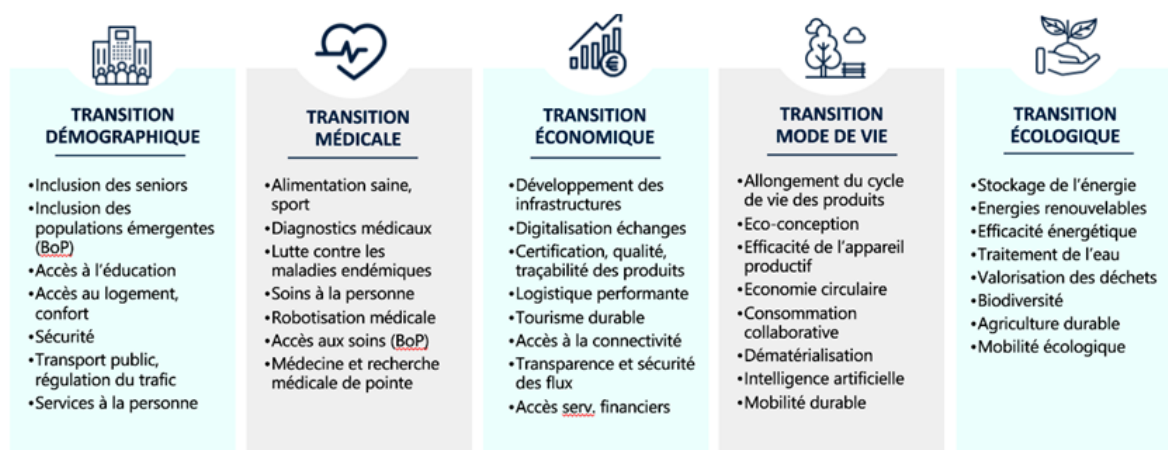 TRANSITION
DÉMOGRAPHIQUE
•Inclusion des seniors
•Inclusion des
populations émergentes
(BoP)
•Accès à l'éducation
•Accès au logement,
confort
•Sécurité
•Transport public,
régulation du trafic
•Services à la personne
TRANSITION
MÉDICALE
•Alimentation saine,
sport
•Diagnostics médicaux
•Lutte contre les
maladies endémiques
•Soins à la personne
•Robotisation médicale
•Accès aux soins (BoP)
•Médecine et recherche
médicale de pointe
TRANSITION
ÉCONOMIQUE
•Développement des
infrastructures
•Digitalisation échanges
•Certification, qualité,
traçabilité des produits
•Logistique performante
•Tourisme durable
•Accès à la connectivité
•Transparence et sécurité
des flux
•Accès serv. financiers
TRANSITION
MODE DE VIE
•Allongement du cycle
de vie des produits
•Eco-conception
•Efficacité de l'appareil
productif
•Economie circulaire
•Consommation
collaborative
•Dématérialisation
•Intelligence artificielle
•Mobilité durable
TRANSITION
ÉCOLOGIQUE
•Stockage de l'énergie
•Energies renouvelables
•Efficacité énergétique
•Traitement de l'eau
•Valorisation des déchets
•Biodiversité
•Agriculture durable
•Mobilité écologique